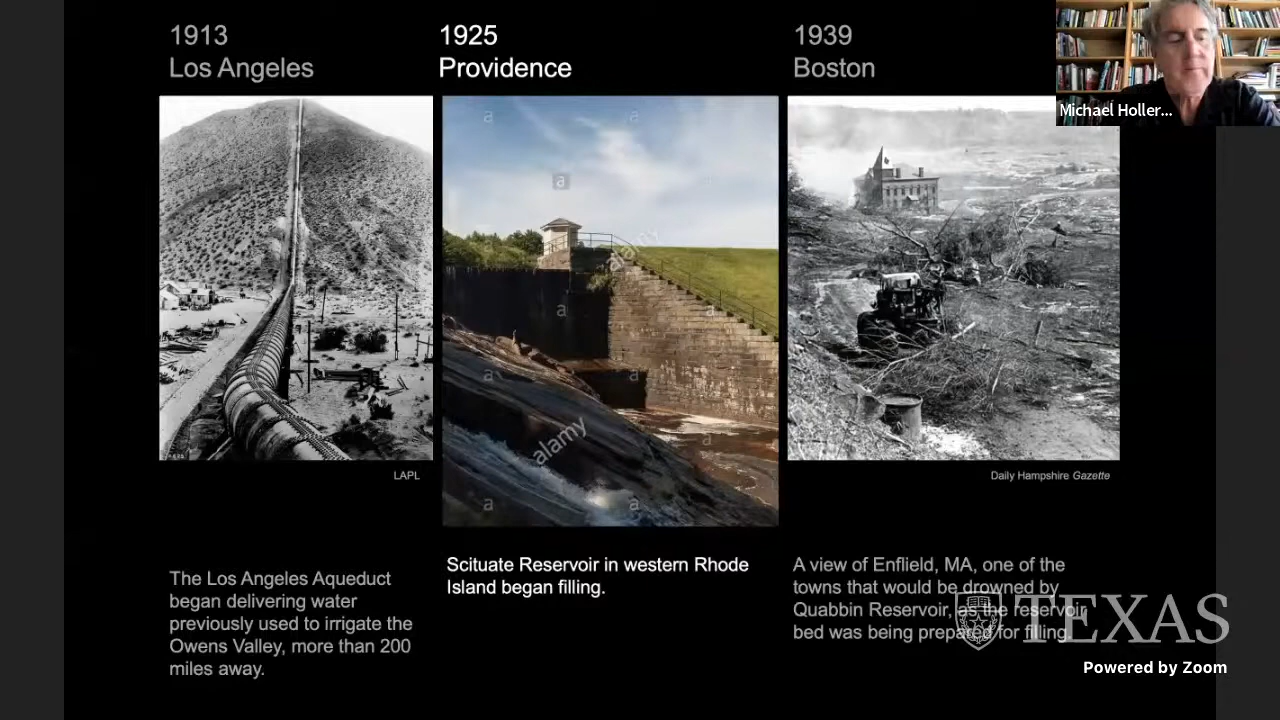 1913
Los Angeles
1925
Providence
1939
Boston
Michael Holler...
a
a
a
alamy
a
a
a
a
a
alamy
a
a
LAPL
Daily Hampshire Gazette
The Los Angeles Aqueduct
began delivering water
previously used to irrigate the
Owens Valley, more than 200
miles away.
Scituate Reservoir in western Rhode
Island began filling.
A view of Enflield, MA, one of the
towns that would be drowned by
Quabbin Reservoir, as the reservoir
bed was being prepared for filling.
TEXAS
Powered by Zoom